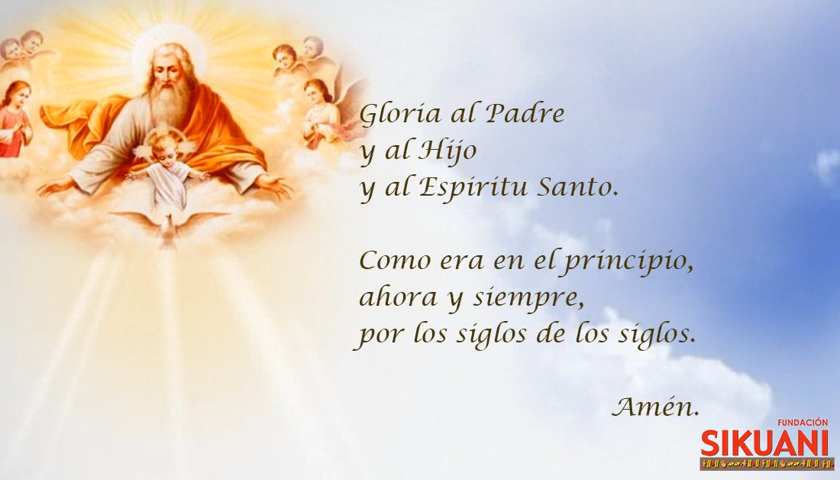 Gloria al Padre
y al Hijo
y al Espíritu Santo.
Como era en el principio,
ahora y siempre,
por los siglos de los siglos.
Amén.
FUNDACIÓN
SIKUANI